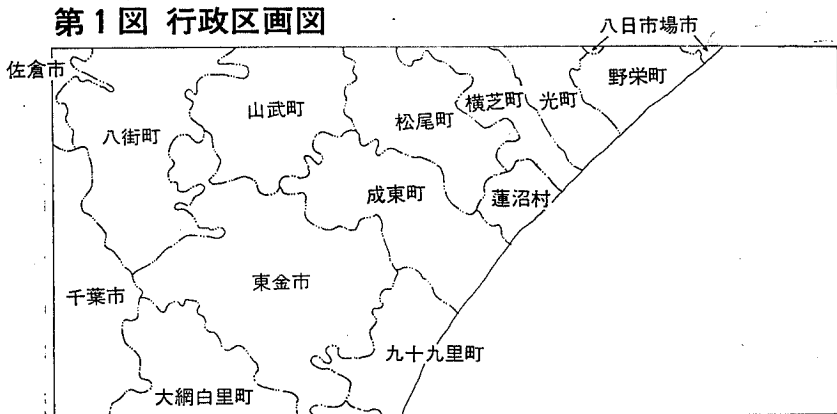 第1図 行政区画図
八日市場市
佐倉市
野栄町
横芝町
光町
山武町
松尾町
八街町
成東町
蓮沼村
東金市
千葉市
九十九里町
大網白里町